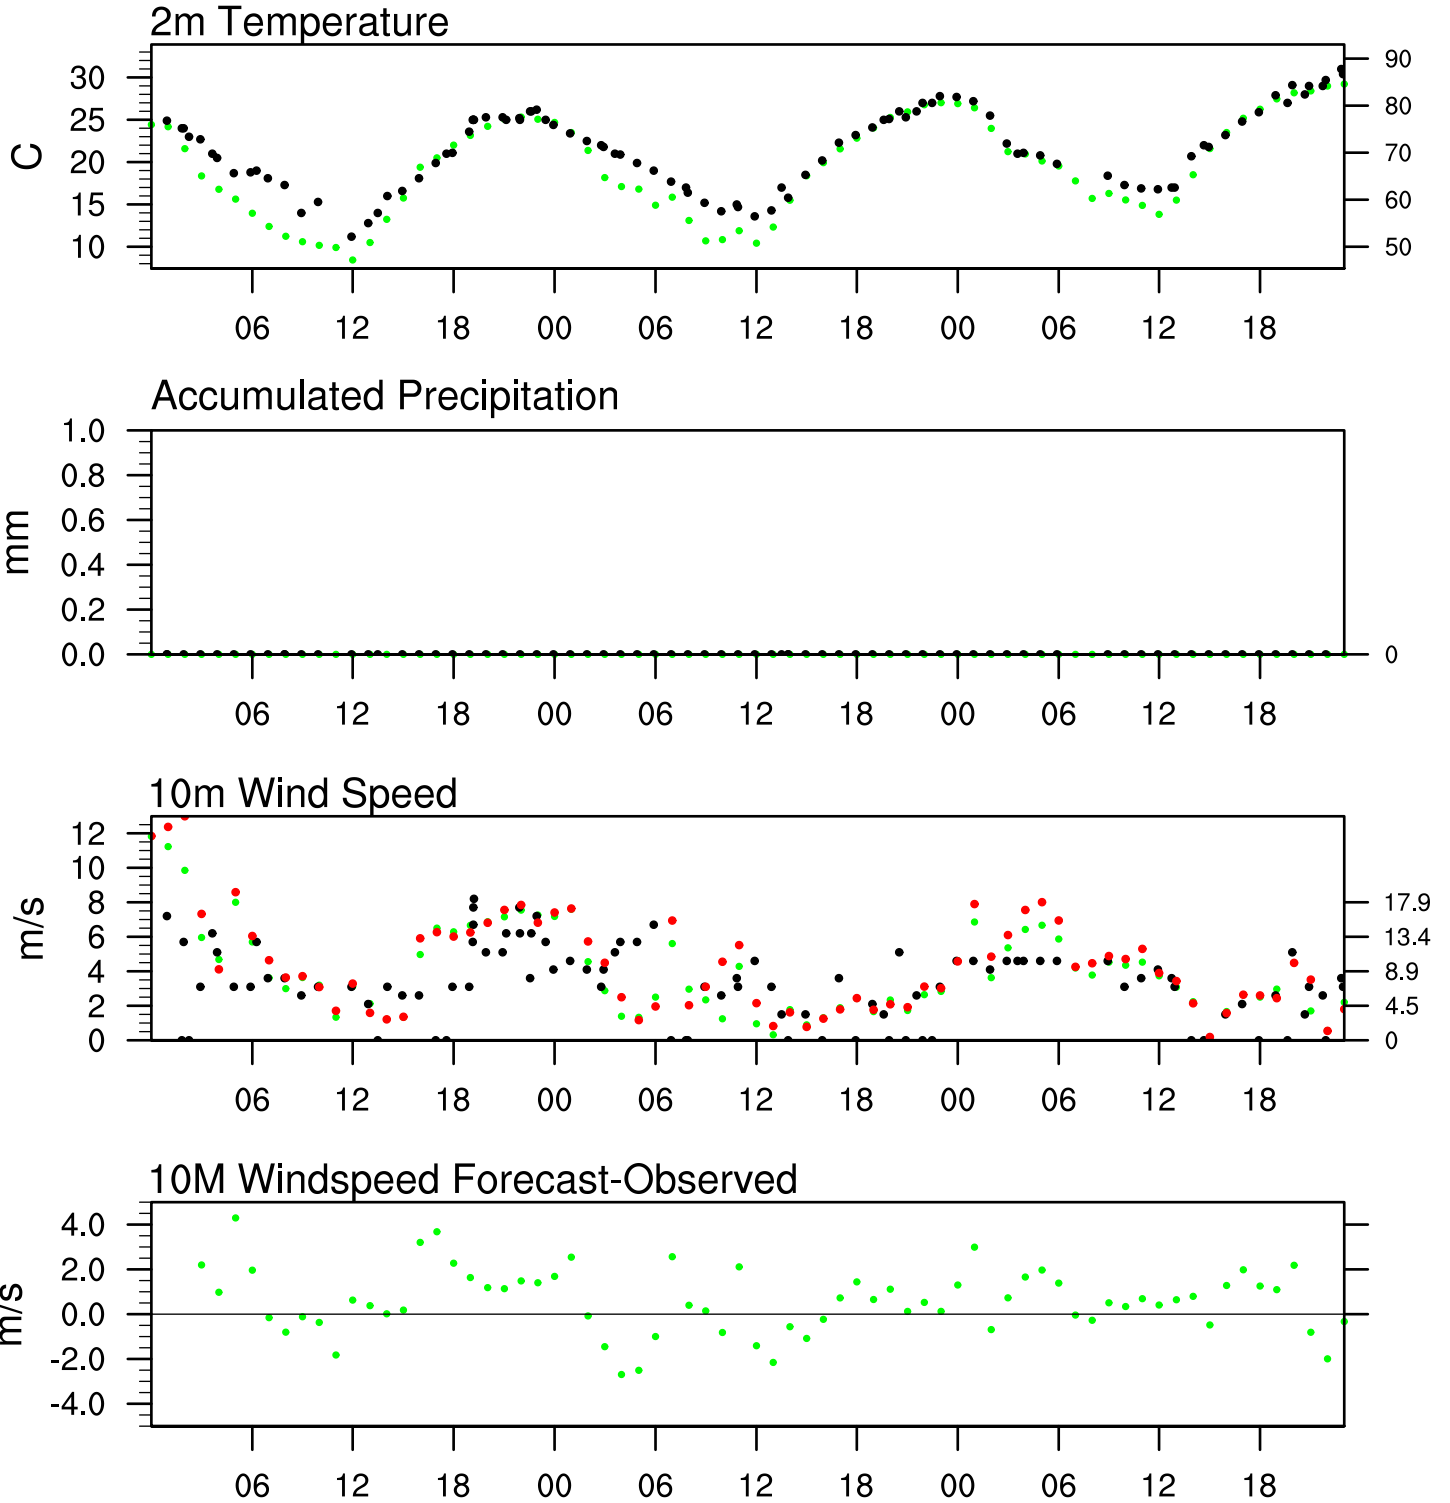 2m Temperature
30
25
20
15
10
C
90
80
70
60
50
06 12 18 00 06 12 18 00 06 12 18
Accumulated Precipitation
1.0
0.8
0.6
0.4
0.2
0.0
mm
0
06 12 18 00 06 12 18 00 06 12 18
10m Wind Speed
12
10
8
6
4
2
0
m/s
17.9
13.4
8.9
4.5
0
06 12 18 00 06 12 18 00 06 12 18
10M Windspeed Forecast-Observed
4.0
2.0
0.0
-2.0
-4.0
m/s
06 12 18 00 06 12 18 00 06 12 18